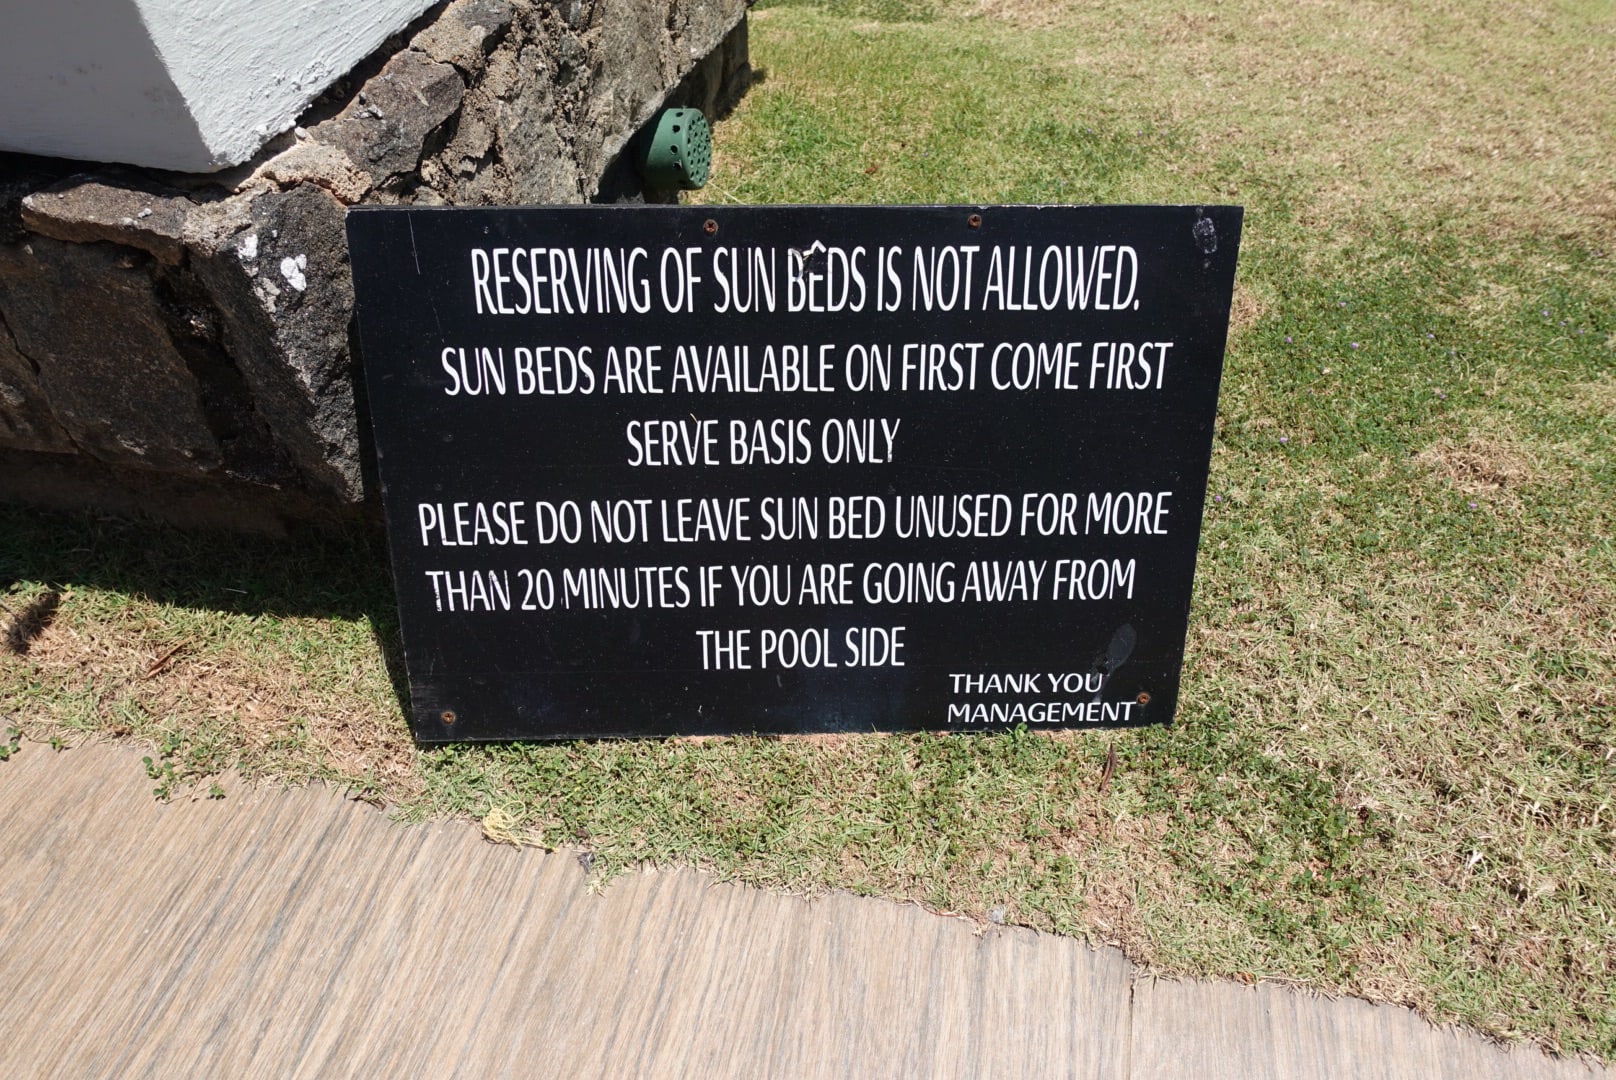 RESERVING OF SUN BEDS IS NOT ALLOWED.
SUN BEDS ARE AVAILABLE ON FIRST COME FIRST
SERVE BASIS ONLY
PLEASE DO NOT LEAVE SUN BED UNUSED FOR MORE
THAN 20 MINUTES IF YOU ARE GOING AWAY FROM
THE POOL SIDE
THANK YOU
MANAGEMENT